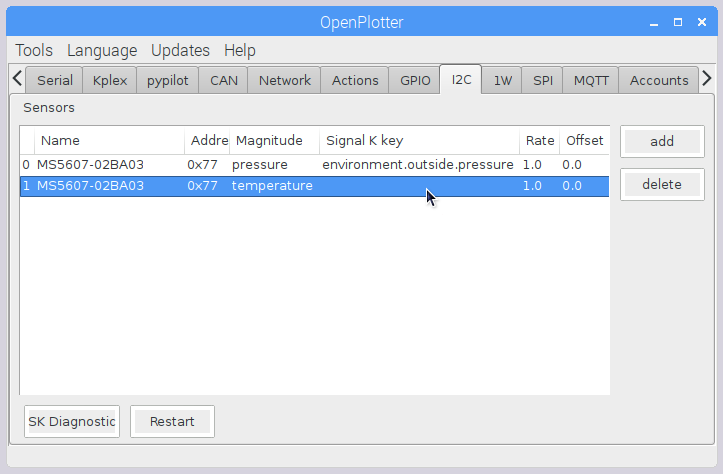 OpenPlotter
Tools Language Updates Help
Serial Kplex pypilot CAN Network Actions GPIO I2C 1W SPI MQTT Accounts
Sensors
Name Addre Magnitude Signal K key Rate Offset
0 MS5607-02BA03 0x77 pressure environment.outside.pressure 1.0 0.0
1 MS5607-02BA03 0x77 temperature 1.0 0.0
add
delete
SK Diagnostic Restart